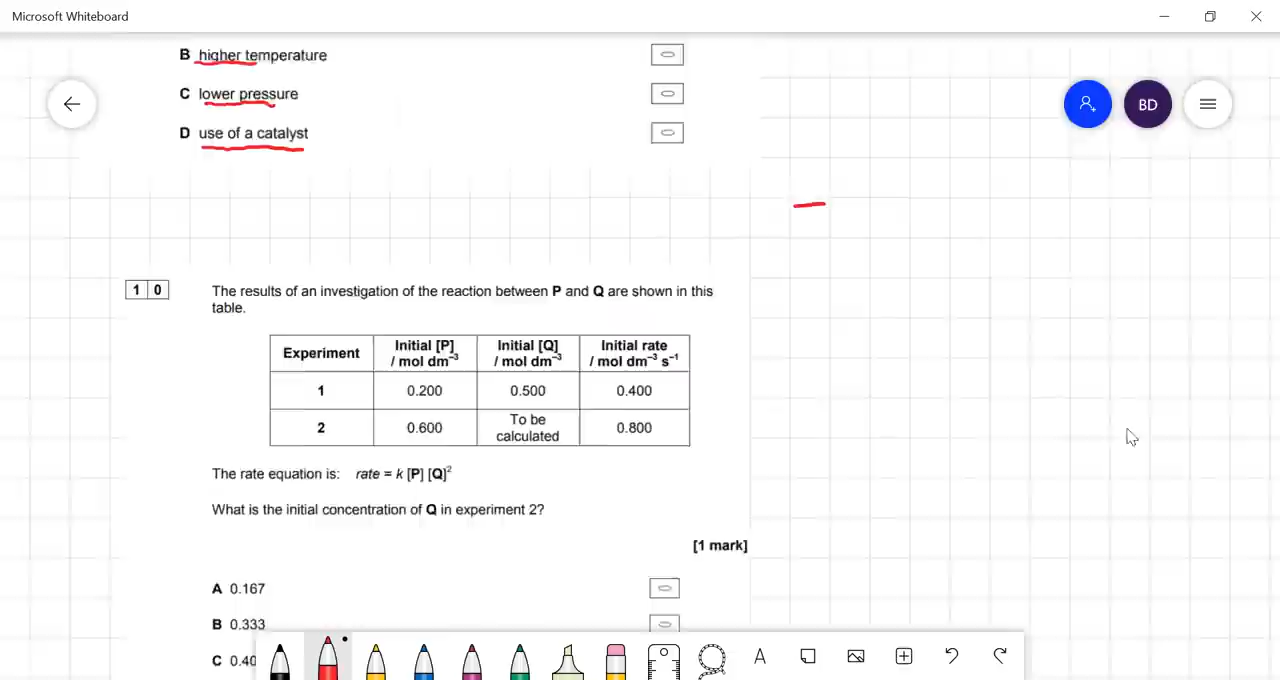 Microsoft Whiteboard
B higher temperature
C lower pressure
D use of a catalyst
BD
1 0
The results of an investigation of the reaction between P and Q are shown in this
table.
Experiment Initial [P] / mol dm⁻³ Initial [Q] / mol dm⁻³ Initial rate / mol dm⁻³ s⁻¹
1 0.200 0.500 0.400
2 0.600 To be calculated 0.800
The rate equation is: rate = k [P] [Q]²
What is the initial concentration of Q in experiment 2?
[1 mark]
A 0.167
B 0.333
C 0.40
A